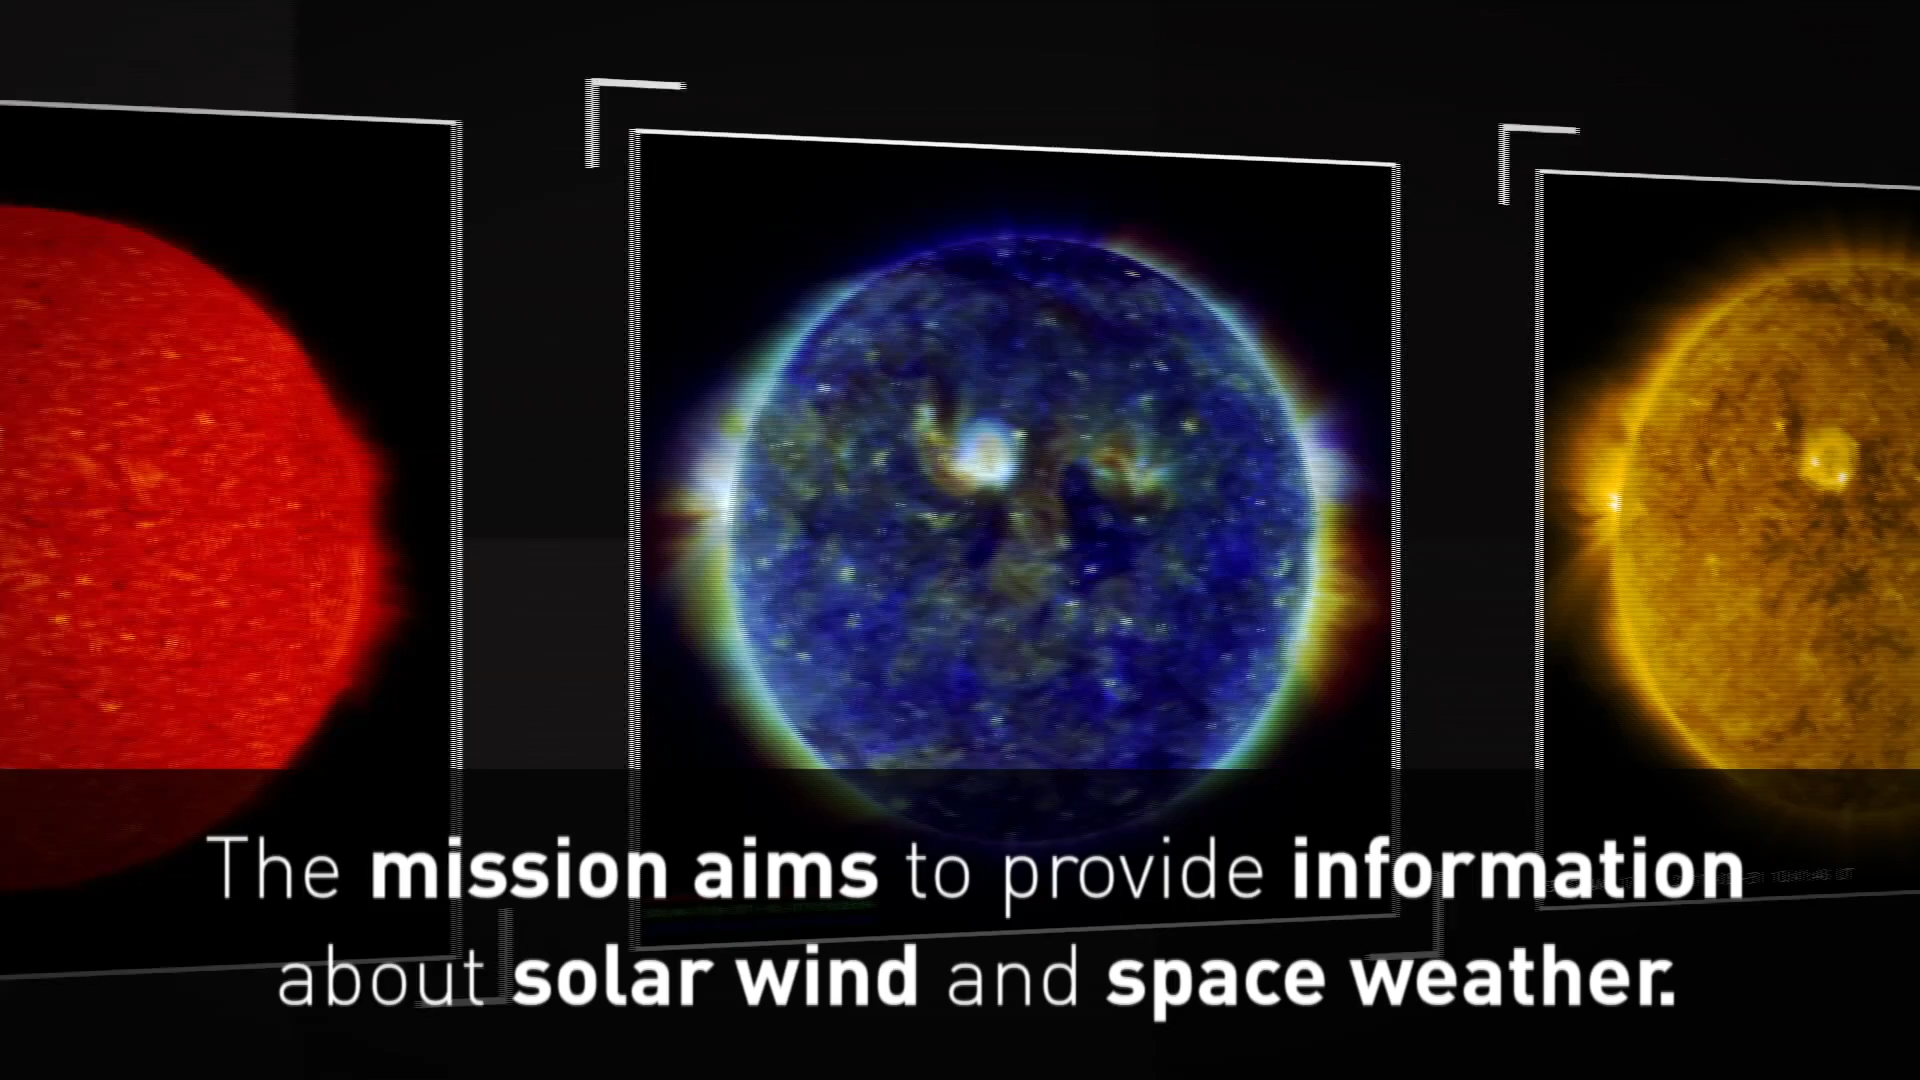 The mission aims to provide information
about solar wind and space weather.